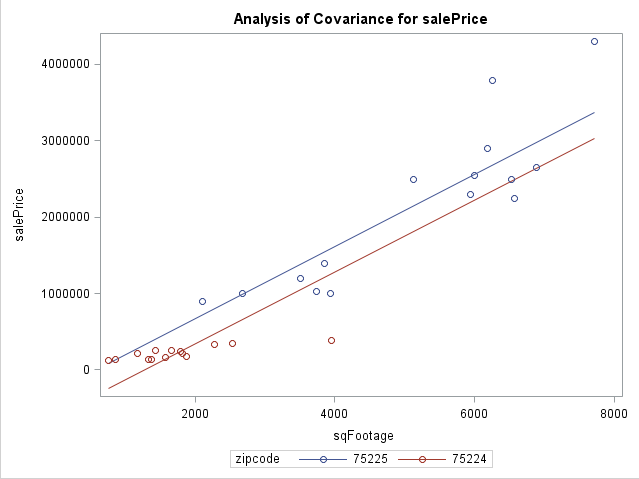 Analysis of Covariance for salePrice
4000000
3000000
2000000
1000000
0
salePrice
2000 4000 6000 8000
sqFootage
zipcode 75225 75224